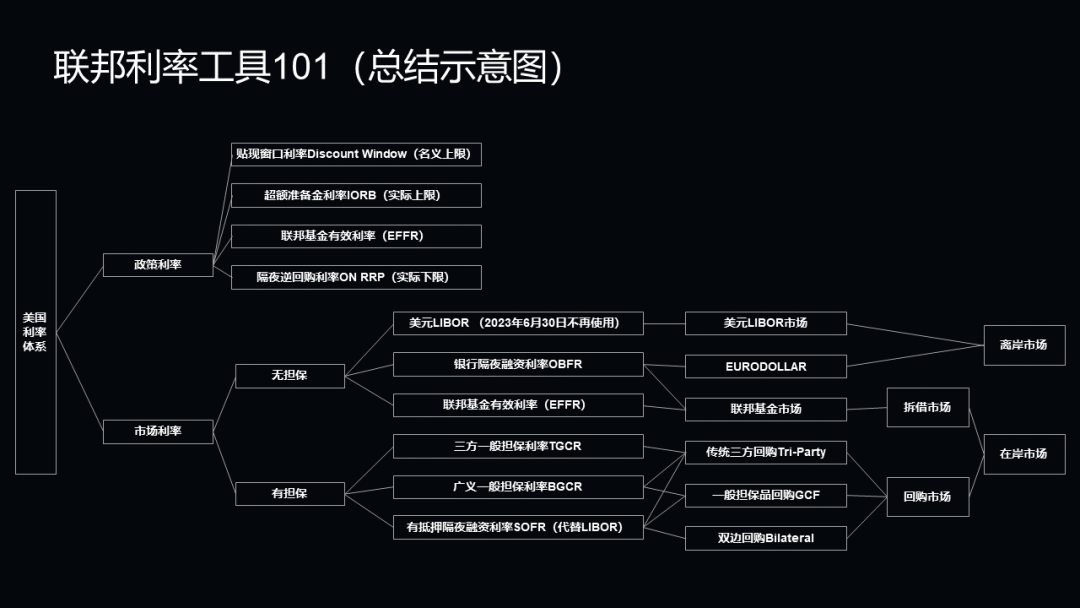 联邦利率工具101（总结示意图）
贴现窗口利率Discount Window（名义上限）
超额准备金利率IORB（实际上限）
联邦基金有效利率（EFFR）
隔夜逆回购利率ON RRP（实际下限）
政策利率
美国
利率
体系
市场利率
无担保
有担保
美元LIBOR （2023年6月30日不再使用）
银行隔夜融资利率OBFR
联邦基金有效利率（EFFR）
三方一般担保利率TGCR
广义一般担保利率BGCR
有抵押隔夜融资利率SOFR（代替LIBOR）
美元LIBOR市场
EURODOLLAR
联邦基金市场
传统三方回购Tri-Party
一般担保品回购GCF
双边回购Bilateral
离岸市场
拆借市场
在岸市场
回购市场